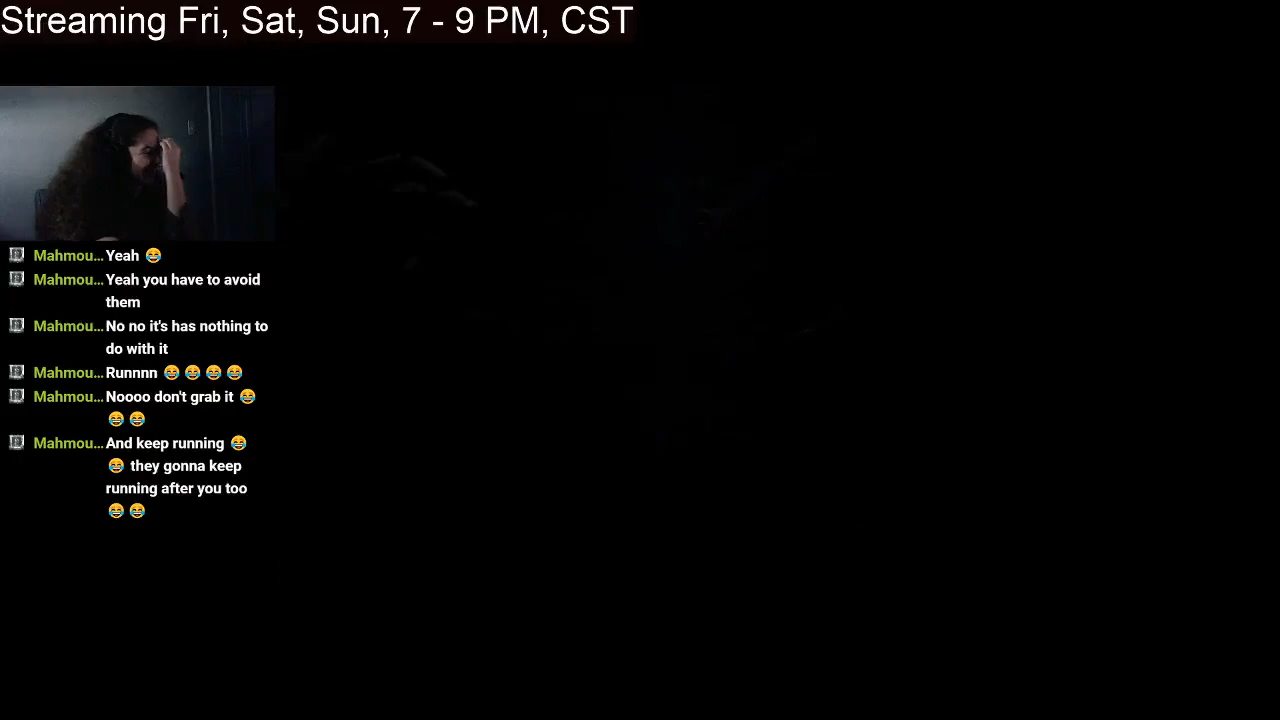 Streaming Fri, Sat, Sun, 7 - 9 PM, CST
Mahmou... Yeah 😂
Mahmou... Yeah you have to avoid
them
Mahmou... No no it's has nothing to
do with it
Mahmou... Runnnn 😂 😂 😂 😂
Mahmou... Noooo don't grab it 😂
😂 😂
Mahmou... And keep running 😂
😂 they gonna keep
running after you too
😂 😂